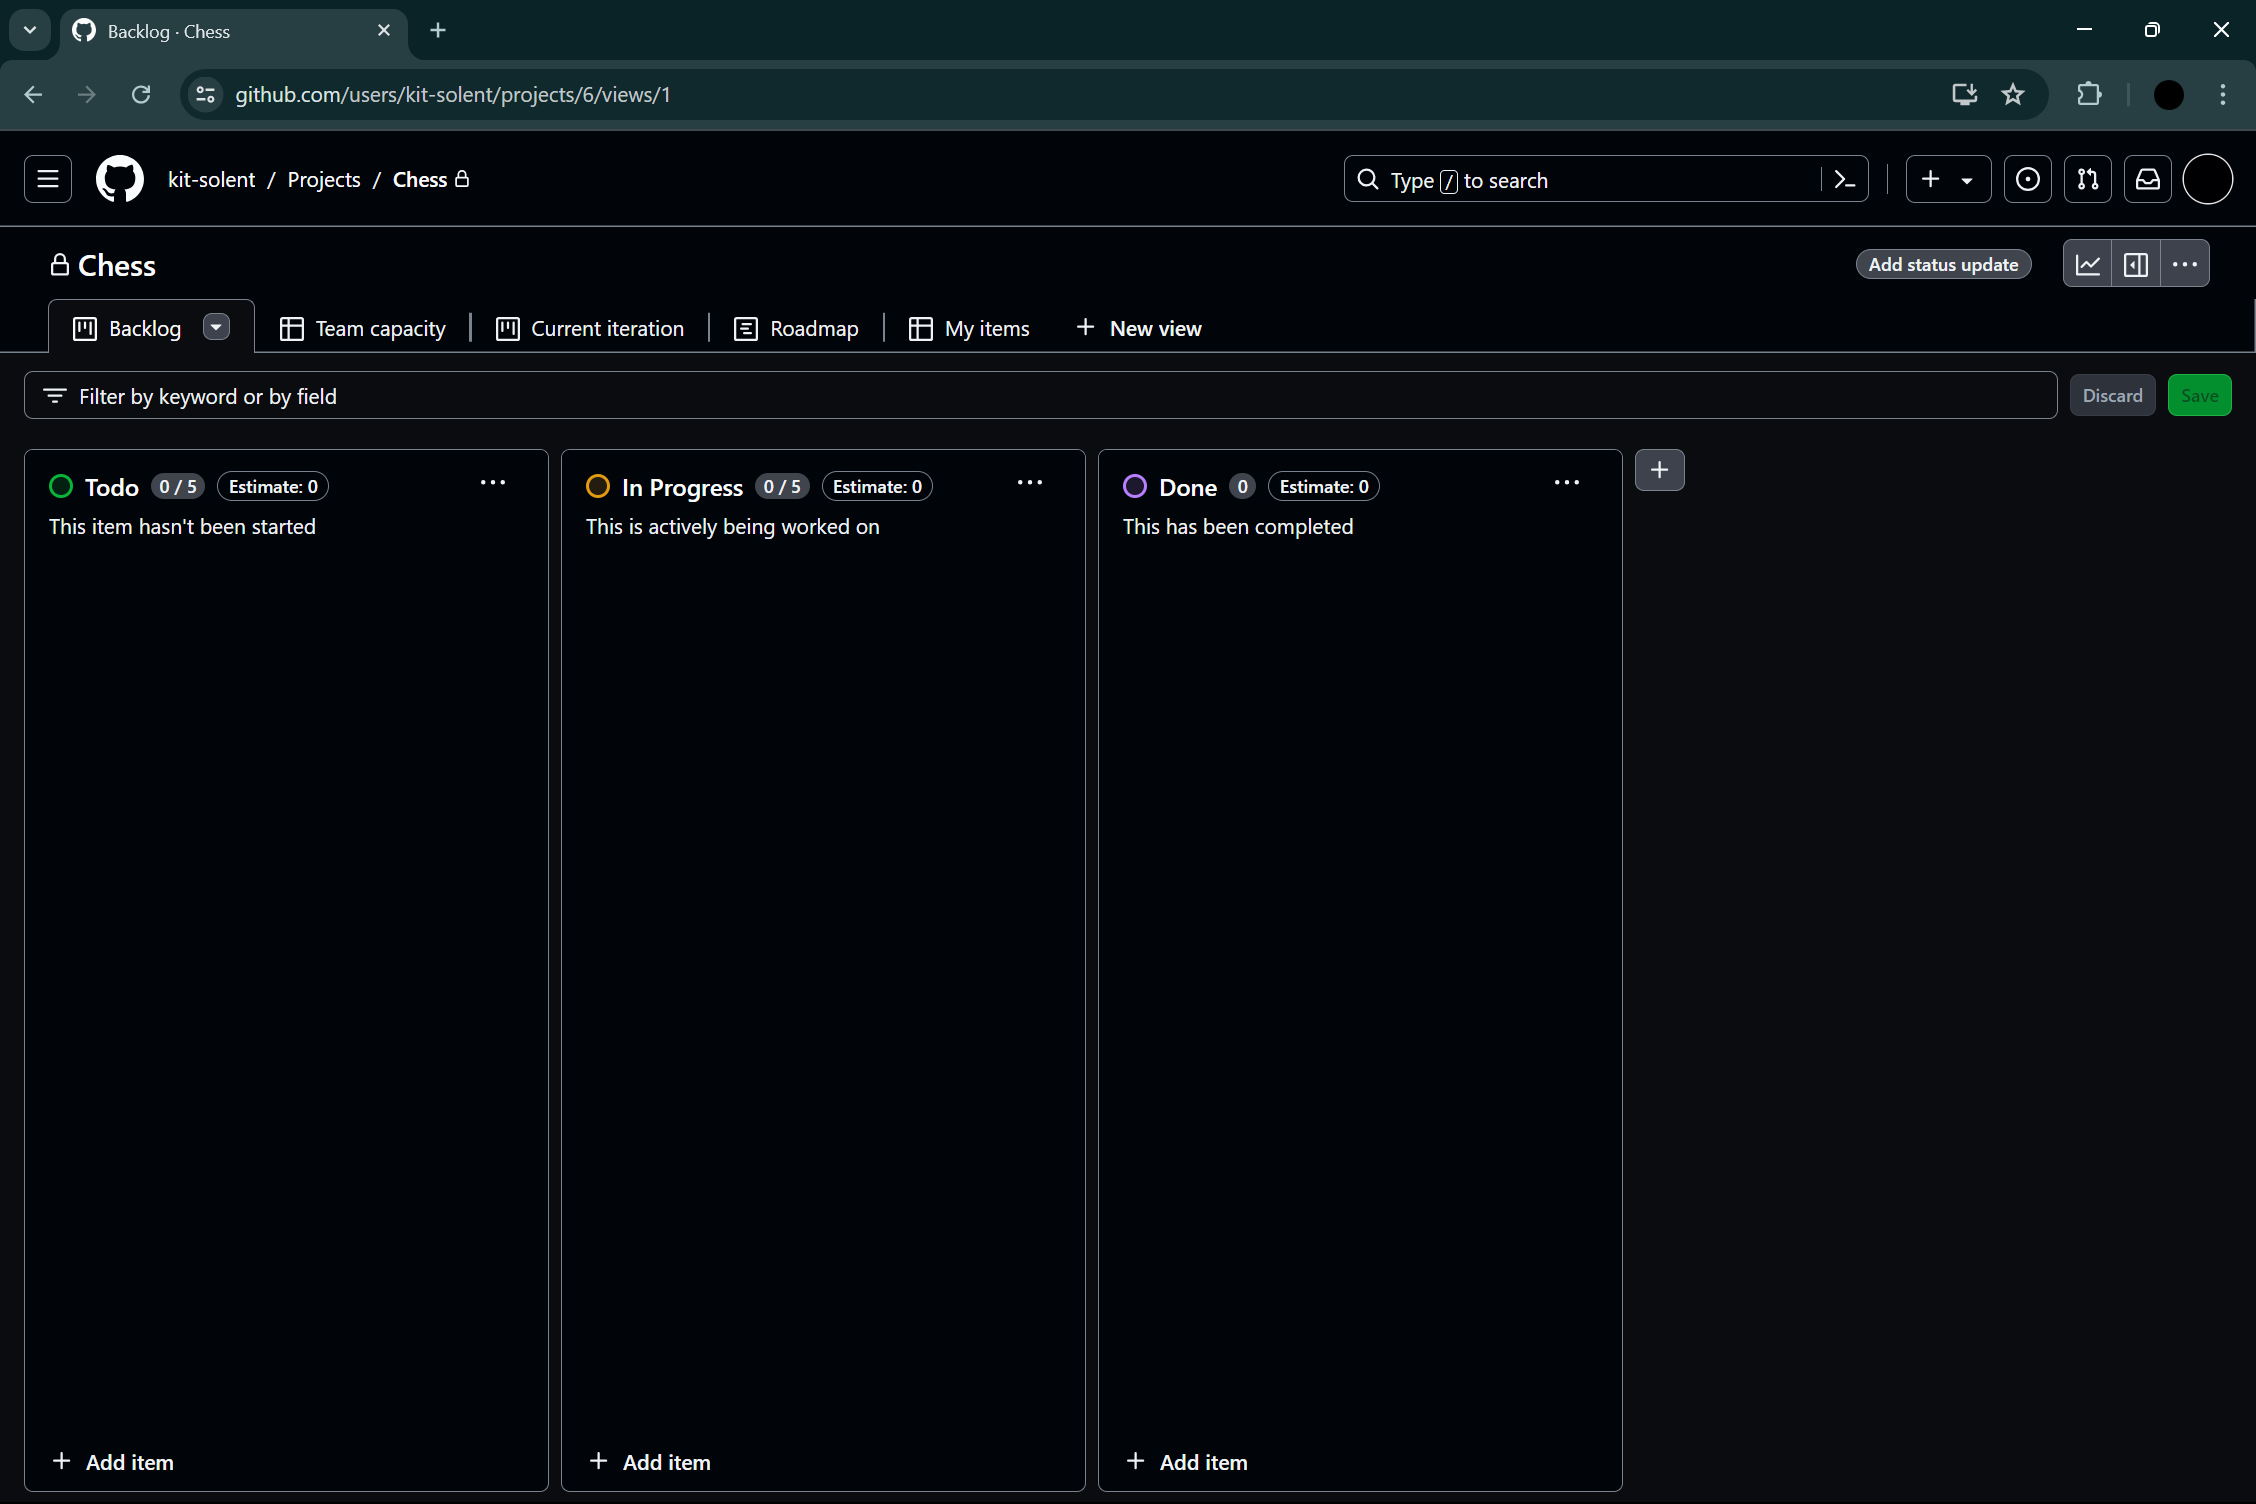 Backlog · Chess
github.com/users/kit-solent/projects/6/views/1
kit-solent / Projects / Chess
Type / to search
Chess
Add status update
Backlog
Team capacity
Current iteration
Roadmap
My items
New view
Filter by keyword or by field
Discard
Save
Todo 0 / 5 Estimate: 0
This item hasn't been started
Add item
In Progress 0 / 5 Estimate: 0
This is actively being worked on
Add item
Done 0 Estimate: 0
This has been completed
Add item